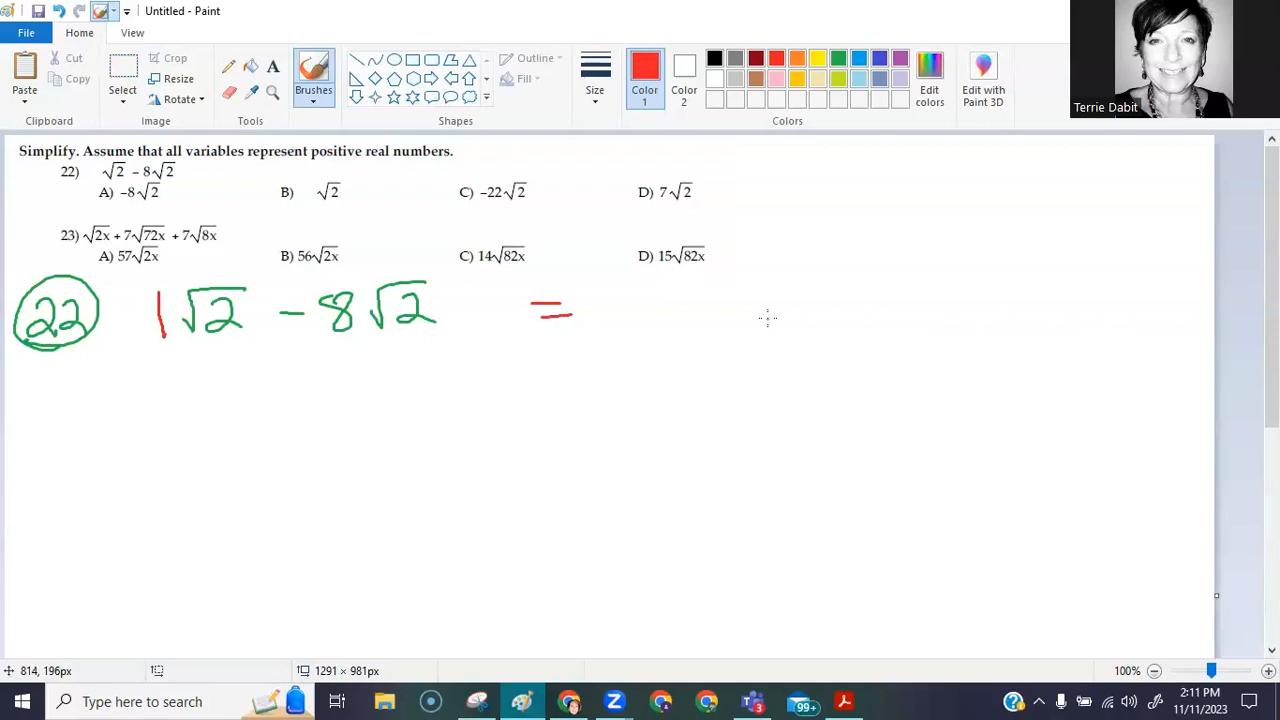 Untitled - Paint
File Home View
Paste Cut Copy Clipboard
Select Crop Resize Rotate Image
A Tools
Brushes
Shapes Outline Fill
Size
Color 1 Color 2
Colors
Edit colors
Edit with Paint 3D
Terrie Dabit
Simplify. Assume that all variables represent positive real numbers.
22) √2 − 8√2
A) −8√2 B) √2 C) −22√2 D) 7√2
23) √2x + 7√72x + 7√8x
A) 57√2x B) 56√2x C) 14√82x D) 15√82x
22 1√2 − 8√2 =
814, 196px 1291 × 981px 100%
Type here to search 3 99+ 2:11 PM
11/11/2023